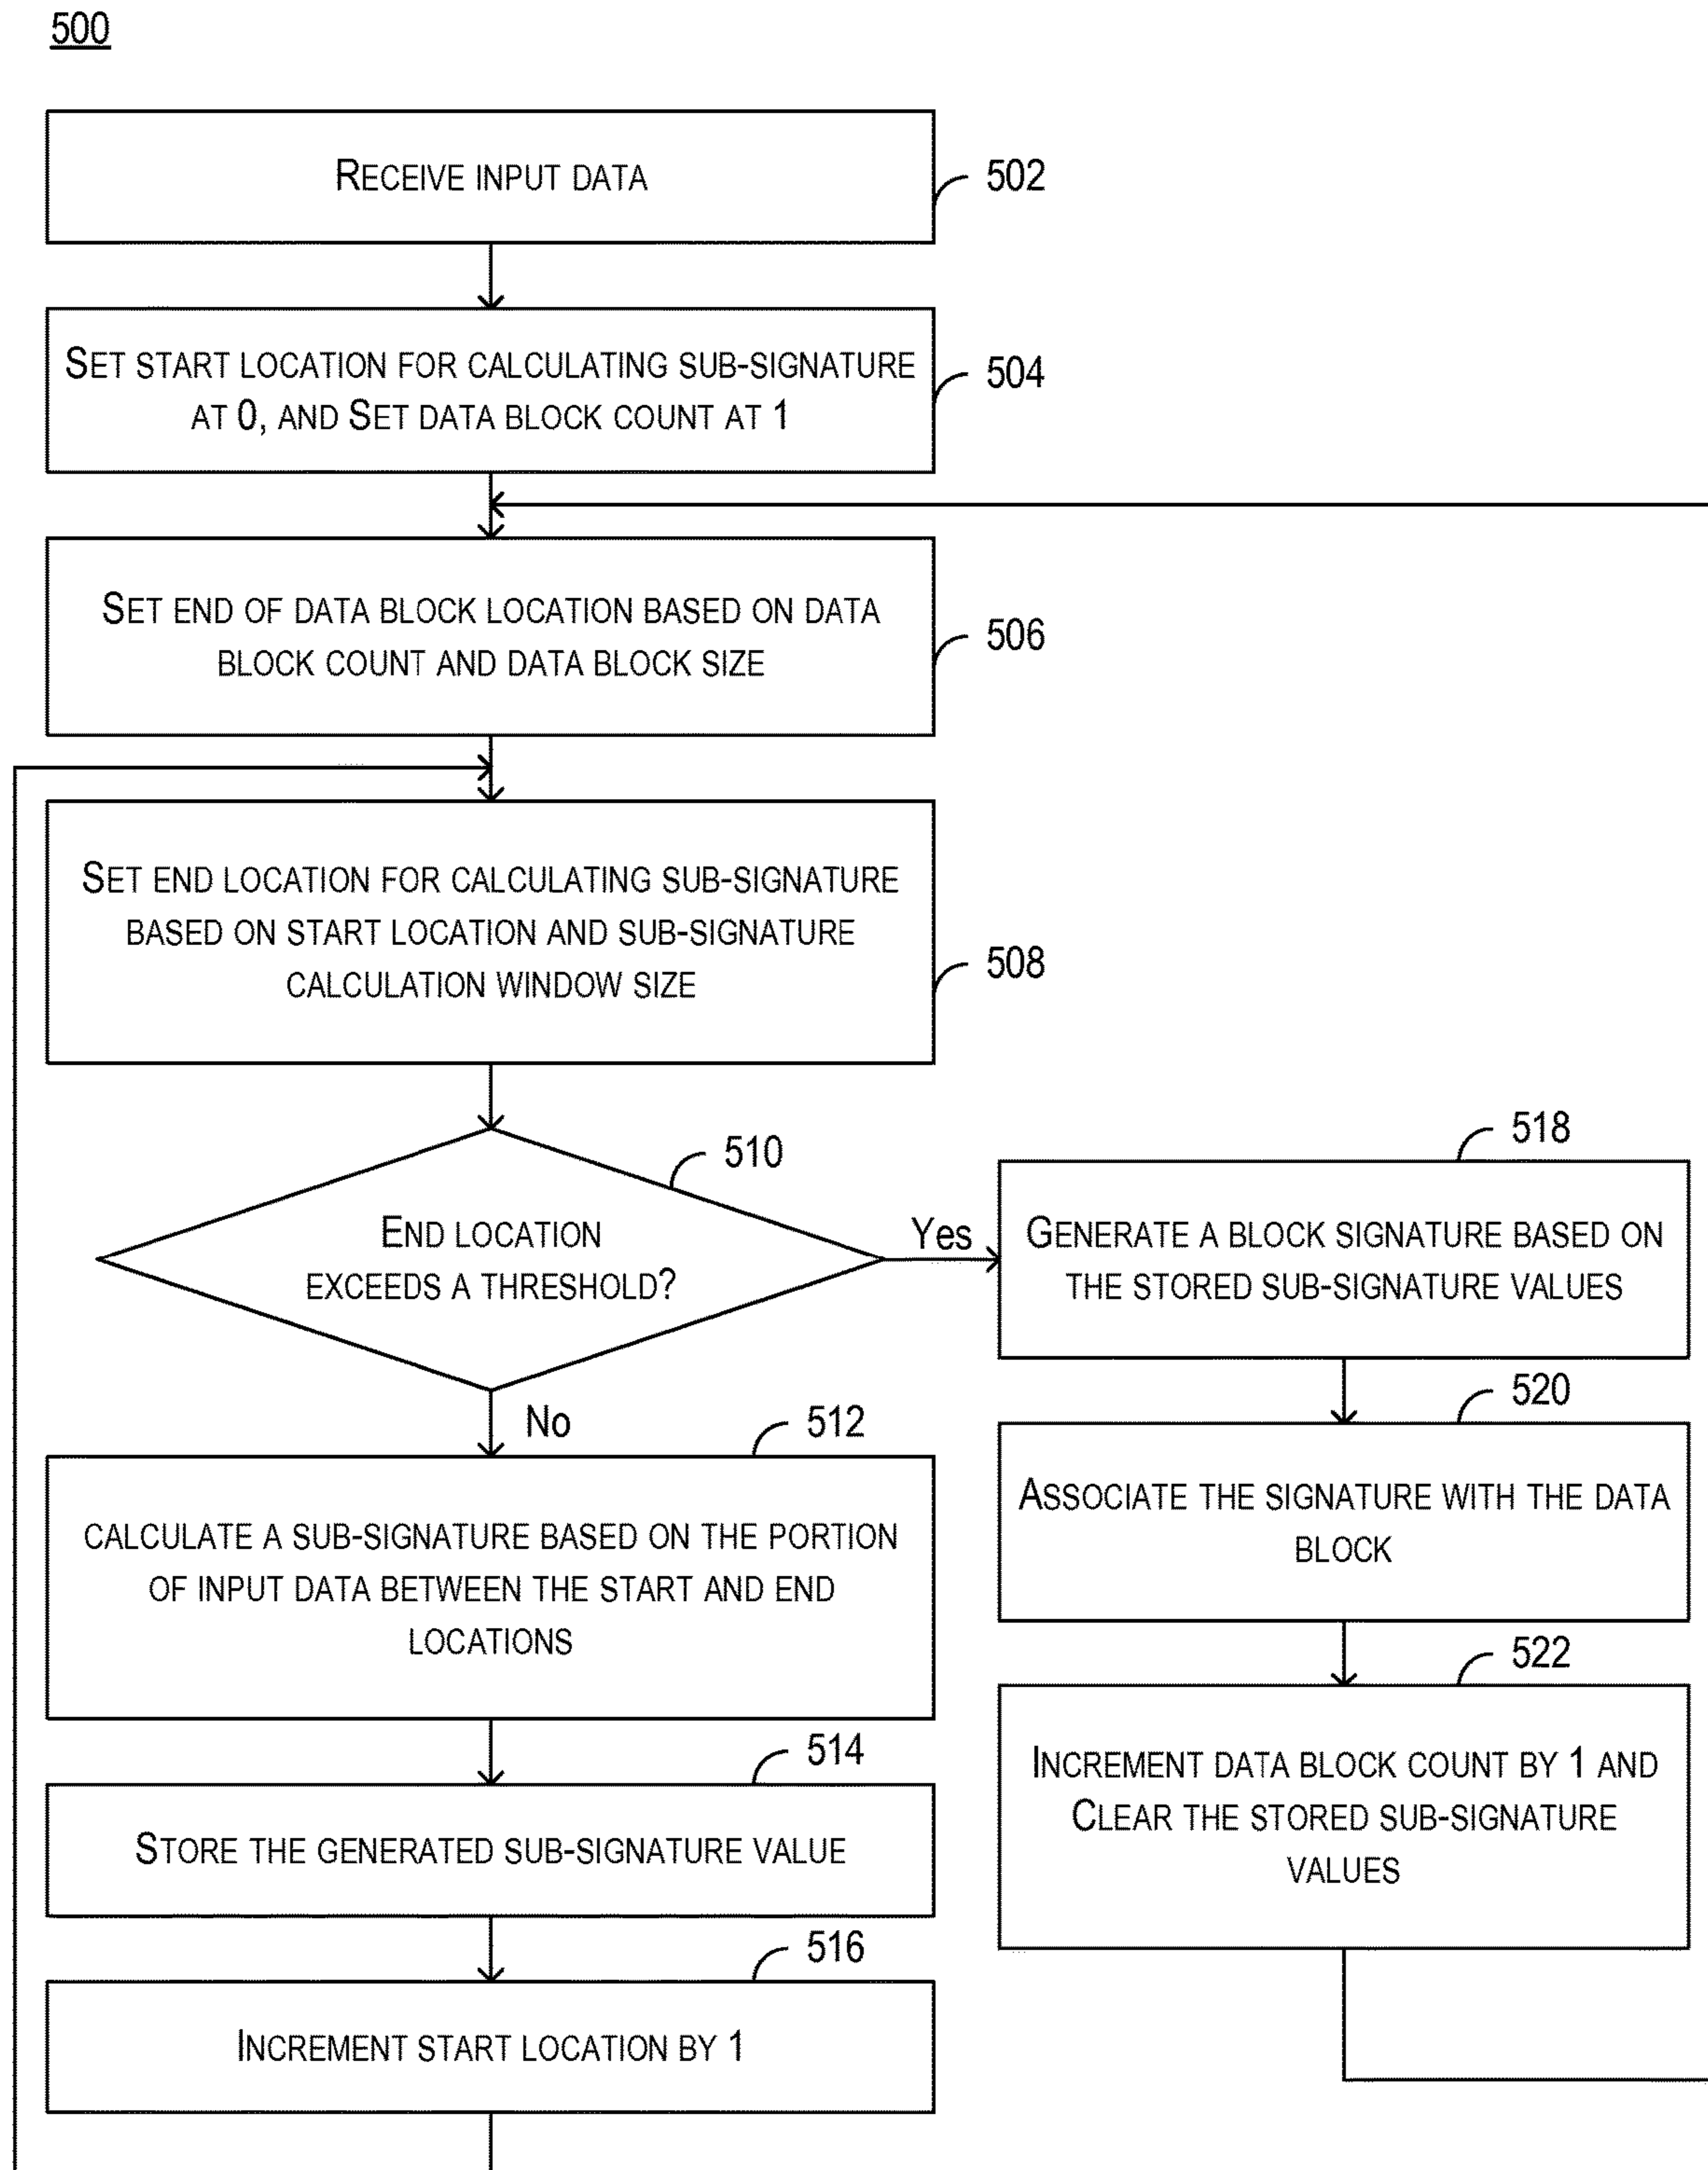 500
RECEIVE INPUT DATA
502
SET START LOCATION FOR CALCULATING SUB-SIGNATURE
AT 0, AND SET DATA BLOCK COUNT AT 1
504
SET END OF DATA BLOCK LOCATION BASED ON DATA
BLOCK COUNT AND DATA BLOCK SIZE
506
SET END LOCATION FOR CALCULATING SUB-SIGNATURE
BASED ON START LOCATION AND SUB-SIGNATURE
CALCULATION WINDOW SIZE
508
510
END LOCATION
EXCEEDS A THRESHOLD?
Yes
No
512
CALCULATE A SUB-SIGNATURE BASED ON THE PORTION
OF INPUT DATA BETWEEN THE START AND END
LOCATIONS
514
STORE THE GENERATED SUB-SIGNATURE VALUE
516
INCREMENT START LOCATION BY 1
518
GENERATE A BLOCK SIGNATURE BASED ON
THE STORED SUB-SIGNATURE VALUES
520
ASSOCIATE THE SIGNATURE WITH THE DATA
BLOCK
522
INCREMENT DATA BLOCK COUNT BY 1 AND
CLEAR THE STORED SUB-SIGNATURE
VALUES